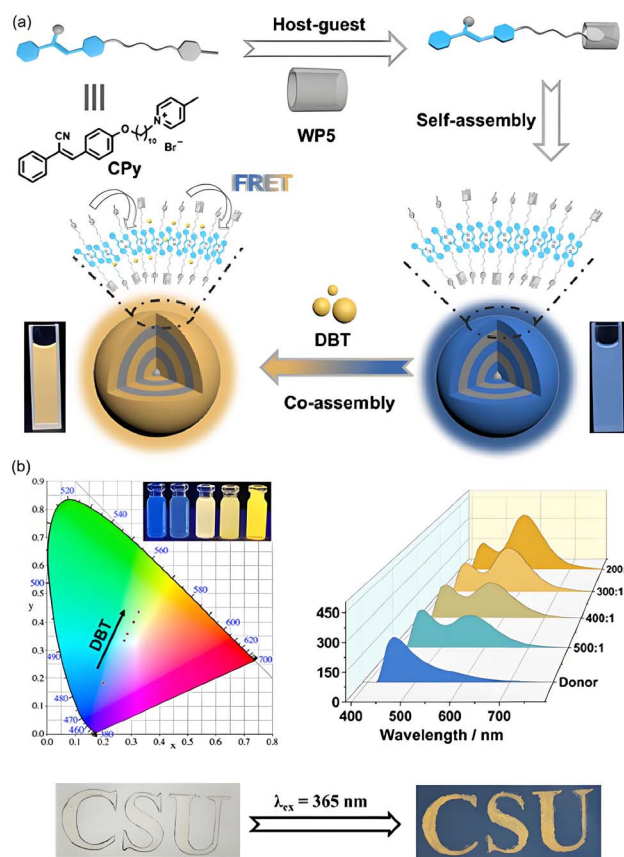 (a)
Host-guest
WP5
CN
O
10
N
+
Br⁻
CPy
Self-assembly
FRET
DBT
Co-assembly
(b)
0.9
0.8
0.7
0.6
0.5
0.4
0.3
0.2
0.1
0.0
y
520
540
560
580
600
620
700
500
490
480
470
460
380
DBT
0.0 0.1 0.2 0.3 0.4 0.5 0.6 0.7 0.8
x
450
300
150
0
200:
300:1
400:1
500:1
Donor
400 500 600 700
Wavelength / nm
CSU
λex = 365 nm
CSU